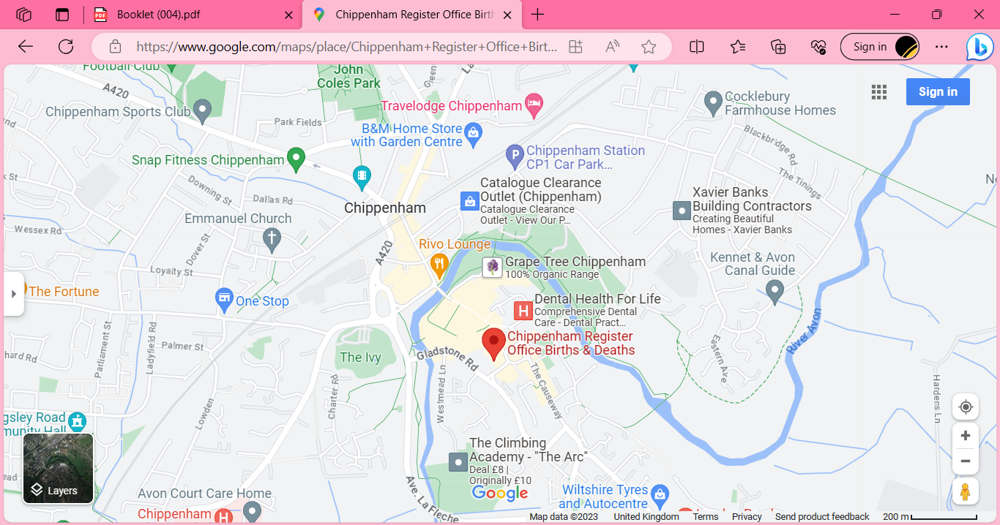 Booklet (004).pdf
Chippenham Register Office Birth
https://www.google.com/maps/place/Chippenham+Register+Office+Birt...
Sign in
Sign in
Football Club
John
Coles Park
A420
Chippenham Sports Club
Park Fields
Travelodge Chippenham
Cocklebury
Farmhouse Homes
B&M Home Store
with Garden Centre
Blackbridge Rd
Snap Fitness Chippenham
Chippenham Station
CP1 Car Park...
The Tinings
Downing St
Dallas Rd
Chippenham
Catalogue Clearance
Outlet (Chippenham)
Catalogue Clearance
Outlet - View Our P...
Xavier Banks
Building Contractors
Creating Beautiful
Homes - Xavier Banks
Emmanuel Church
Wessex Rd
Dover St
A420
Rivo Lounge
Loyalty St
Grape Tree Chippenham
100% Organic Range
Kennet & Avon
Canal Guide
The Fortune
One Stop
Dental Health For Life
Comprehensive Dental
Care - Dental Pract...
Parliament St
Ladyfield Rd
Palmer St
Chippenham Register
Office Births & Deaths
River Avon
The Ivy
Gladstone Rd
Eastern Ave
hard Rd
Charter Rd
Westmead Ln
The Causeway
Hardens Ln
Lowden
gsley Road
munity Hall
The Climbing
Academy - "The Arc"
Deal £8 |
Originally £10
Layers
Ave. La Fleche
Avon Court Care Home
Google
Wiltshire Tyres
and Autocentre
Chippenham
Map data ©2023
United Kingdom
Terms
Privacy
Send product feedback
200 m